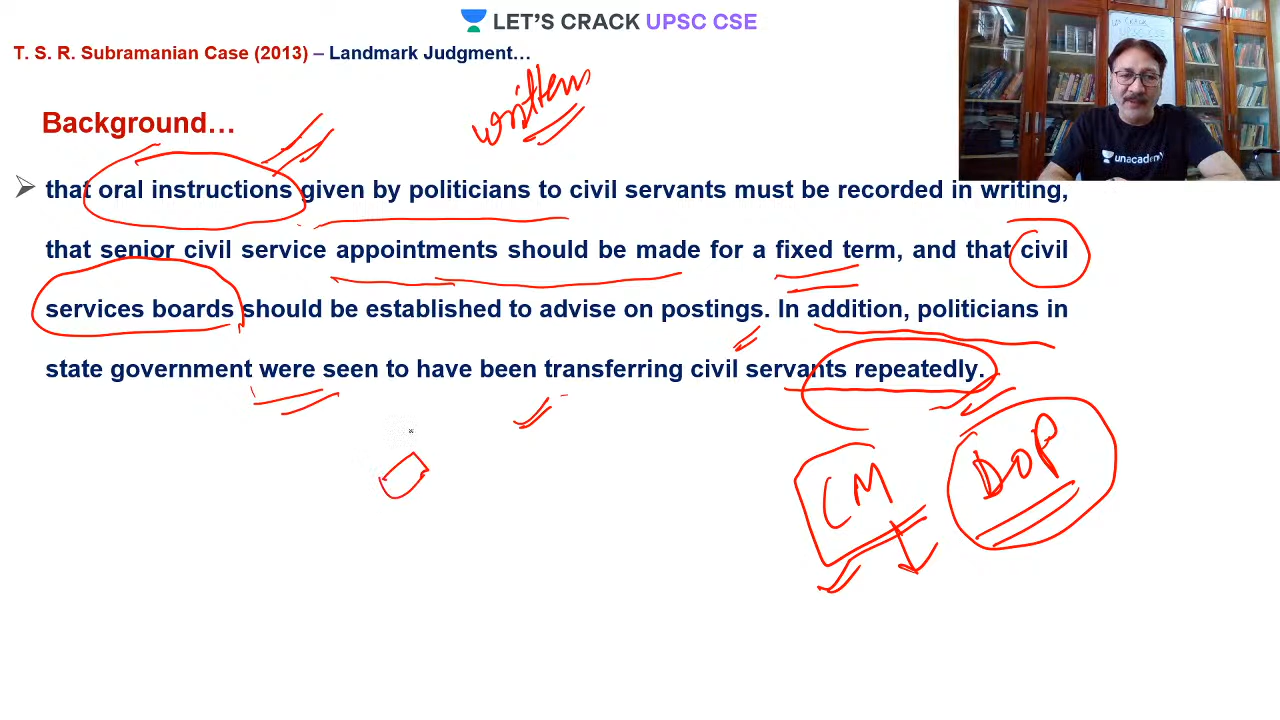 LET'S CRACK UPSC CSE
T. S. R. Subramanian Case (2013) – Landmark Judgment…
written
Background…
unacademy
➤ that oral instructions given by politicians to civil servants must be recorded in writing,
that senior civil service appointments should be made for a fixed term, and that civil
services boards should be established to advise on postings. In addition, politicians in
state government were seen to have been transferring civil servants repeatedly.
CM
DOP